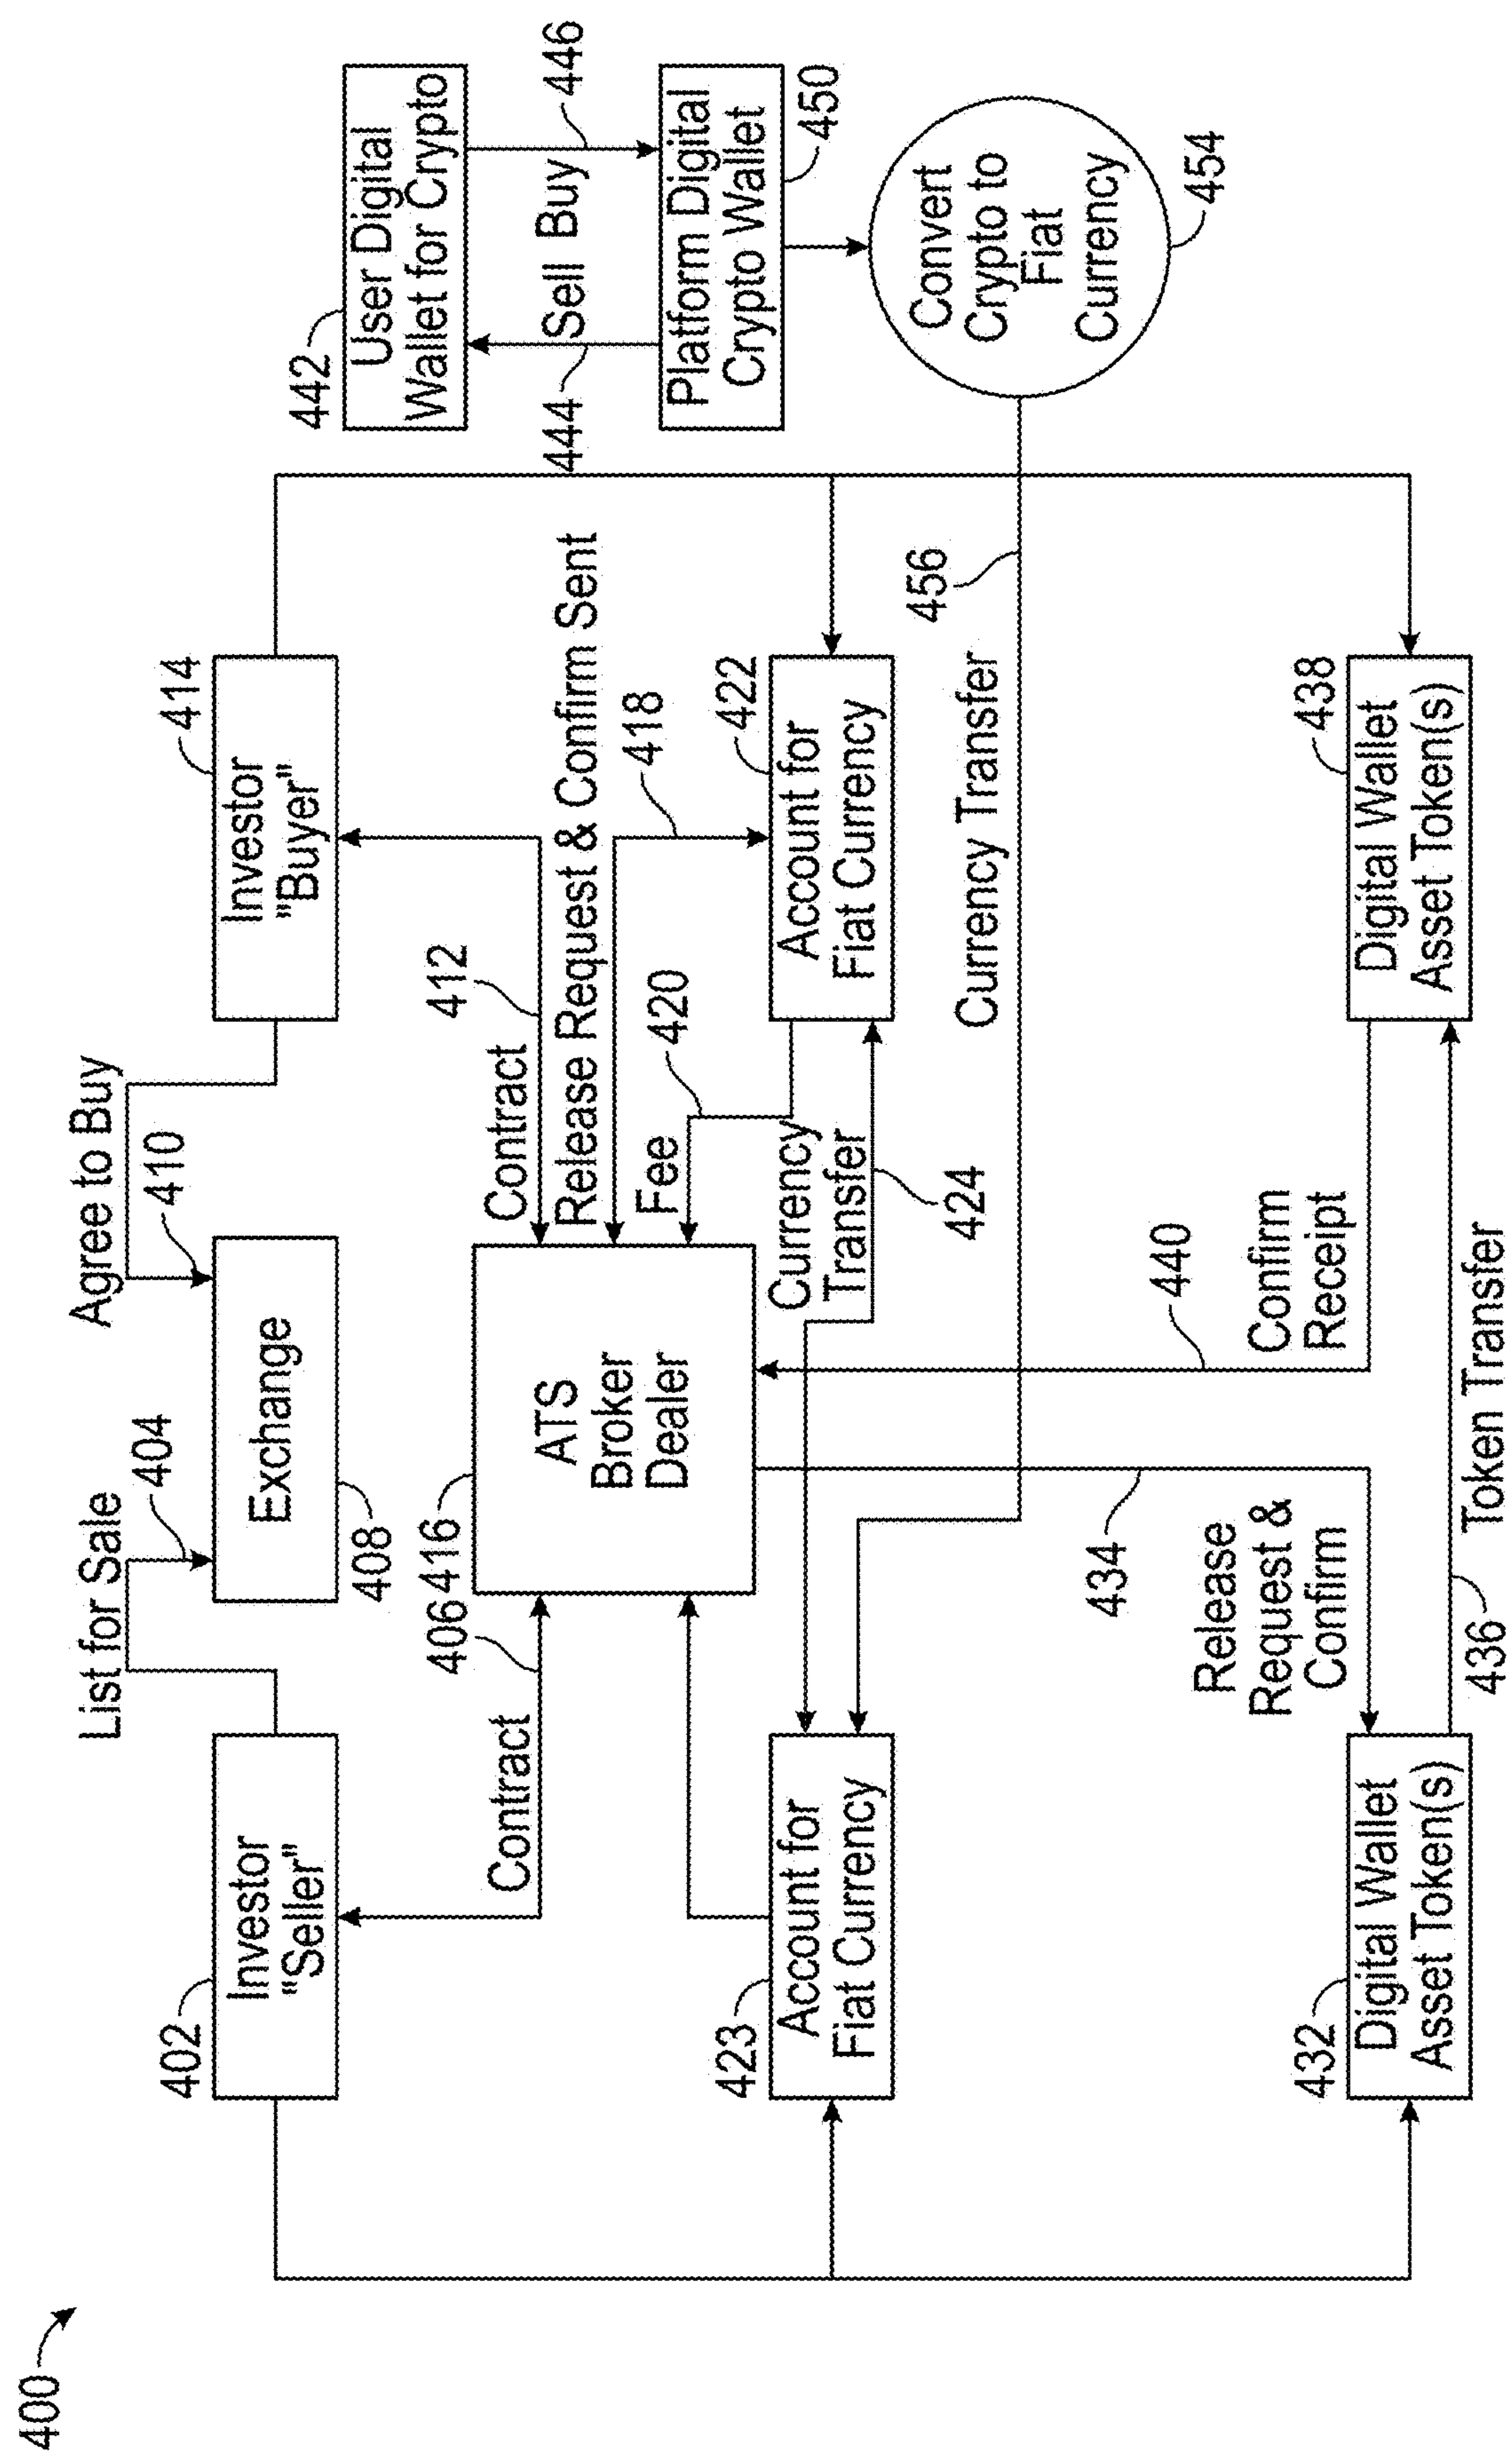 400
List for Sale
404
Agree to Buy
410
402
Investor
"Seller"
Exchange
408
414
Investor
"Buyer"
442
User Digital
Wallet for Crypto
444
Sell
Buy
446
Platform Digital
Crypto Wallet
450
Convert
Crypto to
Fiat
Currency
454
Contract
406
416
ATS
Broker
Dealer
Contract
412
Release Request & Confirm Sent
418
Fee
420
423
Account for
Fiat Currency
Currency
Transfer
424
422
Account for
Fiat Currency
Currency Transfer
456
434
Release
Request &
Confirm
440
Confirm
Receipt
432
Digital Wallet
Asset Token(s)
438
Digital Wallet
Asset Token(s)
436
Token Transfer